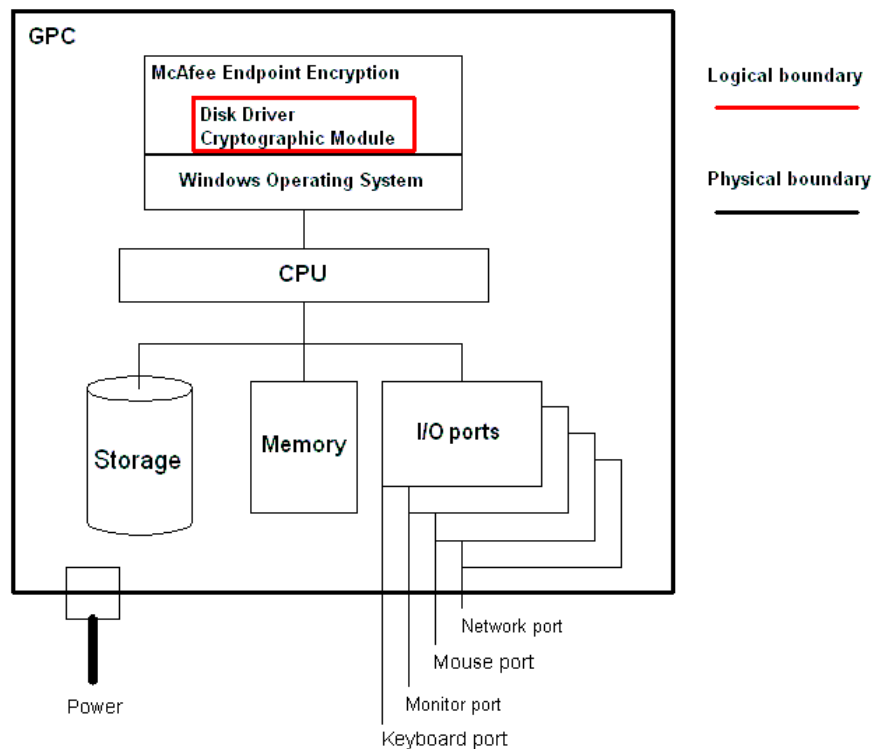 GPC
McAfee Endpoint Encryption
Disk Driver
Cryptographic Module
Windows Operating System
CPU
Storage
Memory
I/O ports
Network port
Mouse port
Monitor port
Keyboard port
Power
Logical boundary
Physical boundary